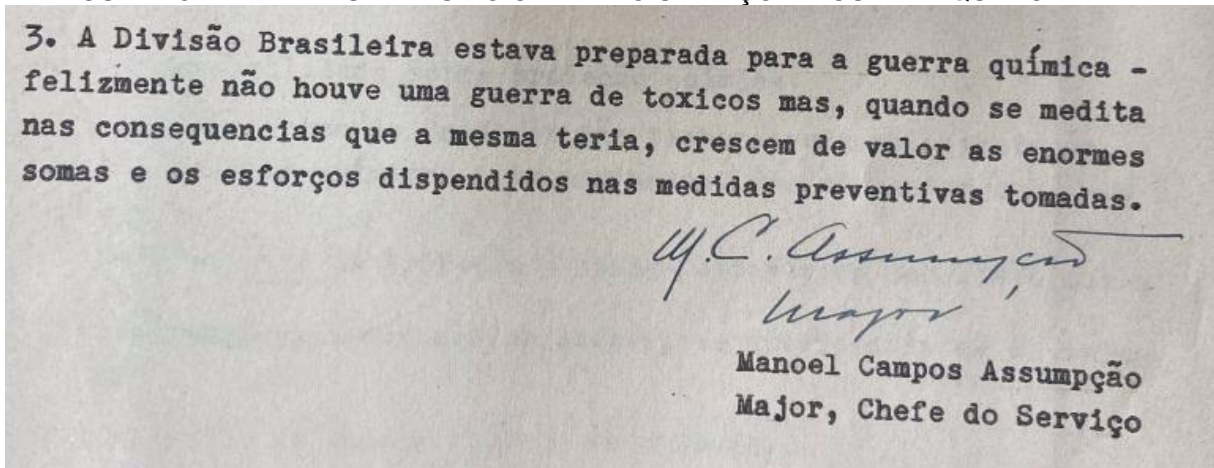 3. A Divisão Brasileira estava preparada para a guerra química -
felizmente não houve uma guerra de toxicos mas, quando se medita
nas consequencias que a mesma teria, crescem de valor as enormes
somas e os esforços dispendidos nas medidas preventivas tomadas.
M.C. Assumpção,
Major
Manoel Campos Assumpção
Major, Chefe do Serviço